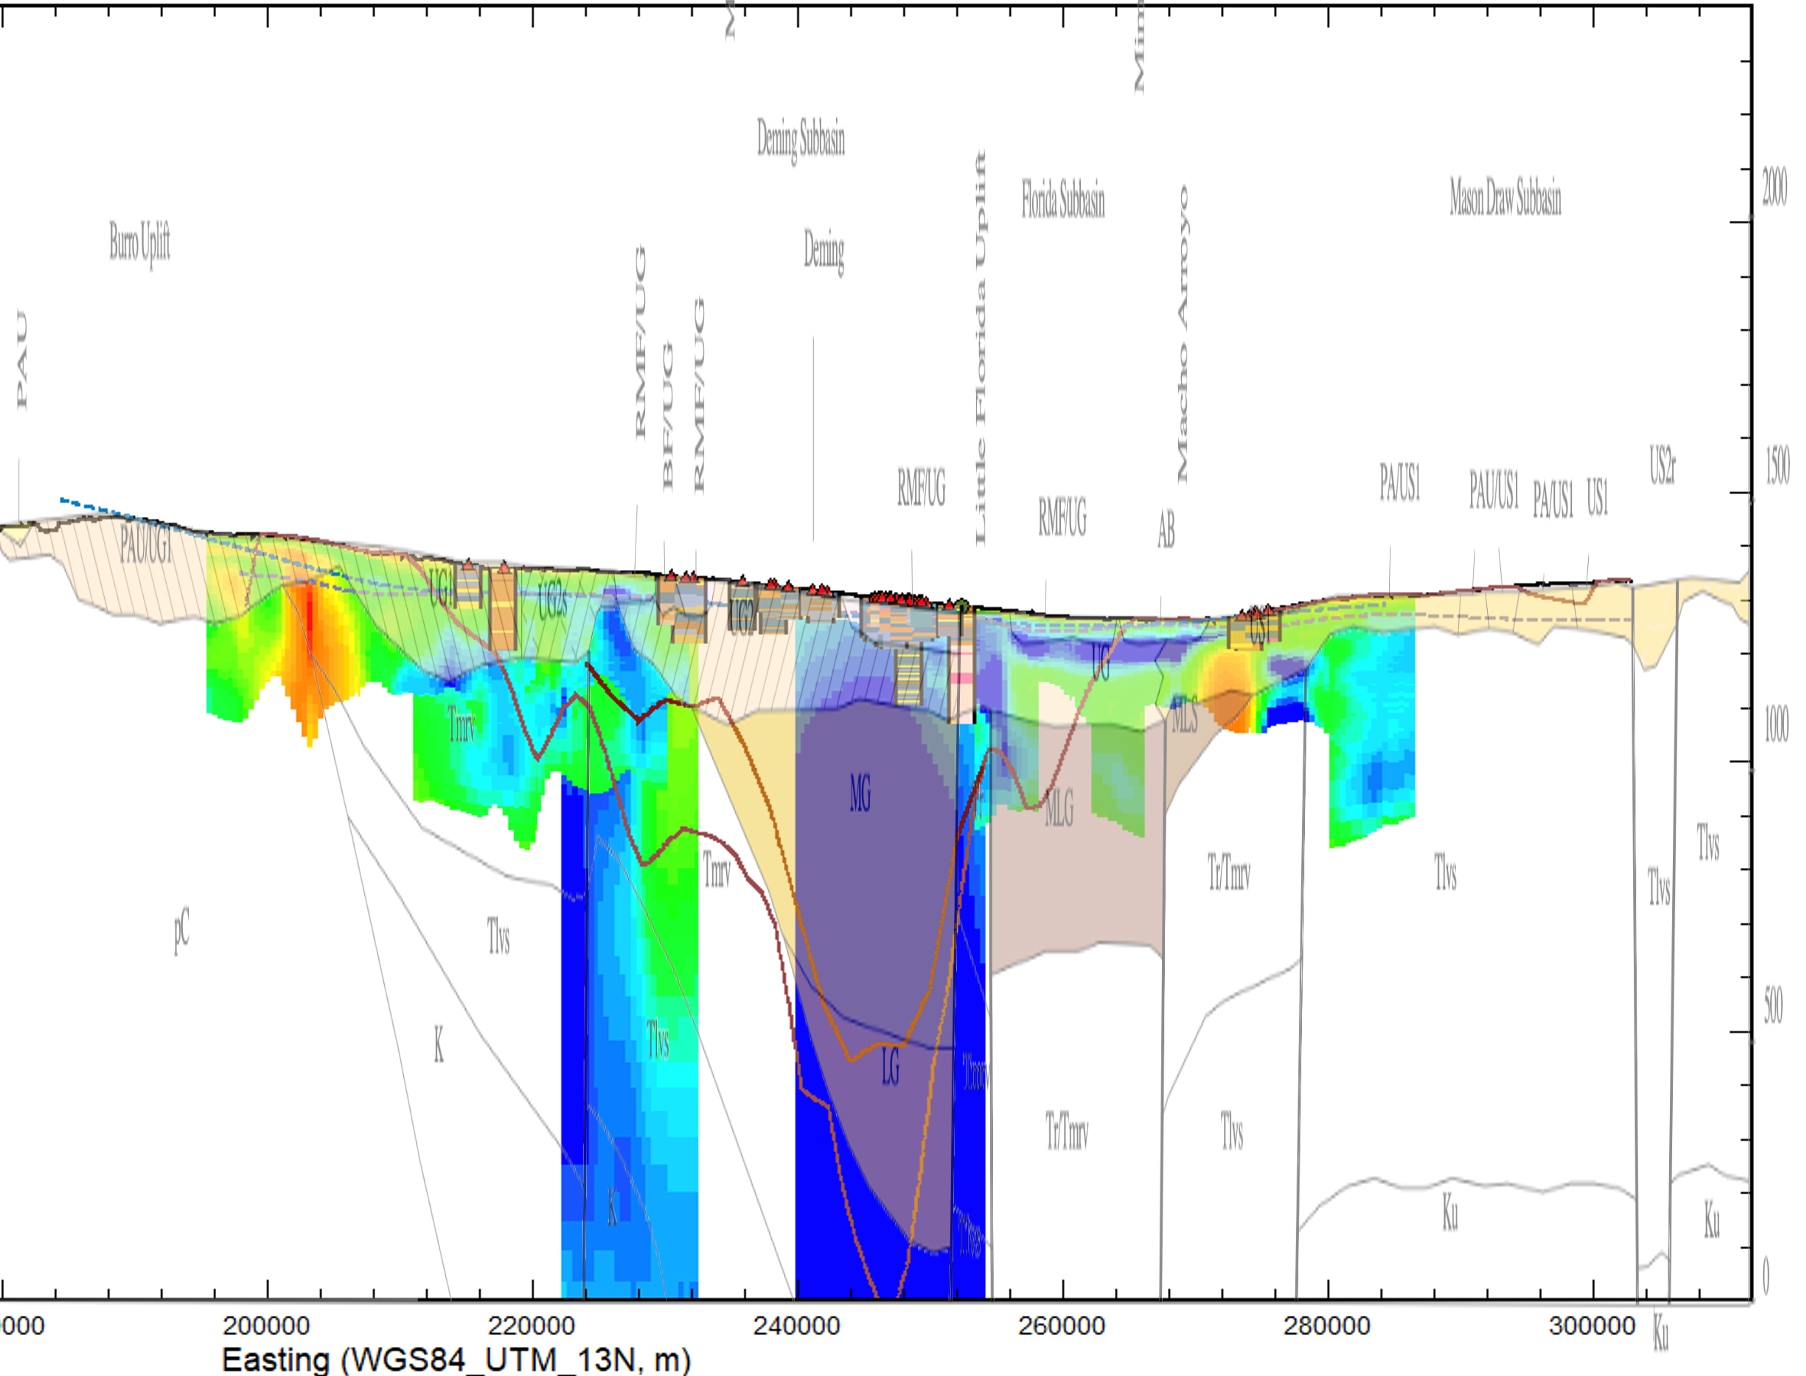 Deming Subbasin
Burro Uplift
Deming
Florida Subbasin
Mason Draw Subbasin
2000
PAU
RMF/UG
BF/UG
RMF/UG
Little Florida Uplift
Macho Arroyo
RMF/UG
RMF/UG
AB
PA/US1
PAU/US1
PA/US1
US1
US2r
1500
PAU/UG1
UG1
UG2s
UG2
UG
US
MLS
1000
Tmrv
MG
MLG
Tmrv
Tr/Tmrv
Tlvs
Tlvs
Tlvs
pC
Tlvs
K
Tlvs
LG
Tmrv
500
Tr/Tmrv
Tlvs
K
Tlvs
Ku
Ku
0
200000
220000
240000
260000
280000
300000
Ku
Easting (WGS84_UTM_13N, m)